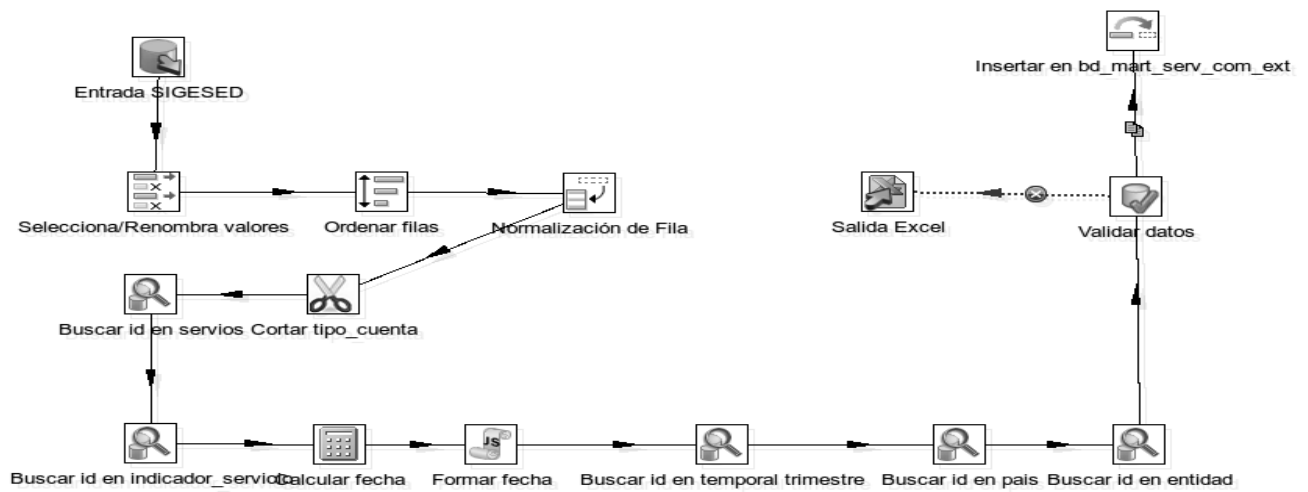 Entrada SIGESED
Insertar en bd_mart_serv_com_ext
Selecciona/Renombra valores
Ordenar filas
Normalización de Fila
Salida Excel
Validar datos
Buscar id en servios
Cortar tipo_cuenta
JS
Buscar id en indicador_servicio
Calcular fecha
Formar fecha
Buscar id en temporal trimestre
Buscar id en pais
Buscar id en entidad